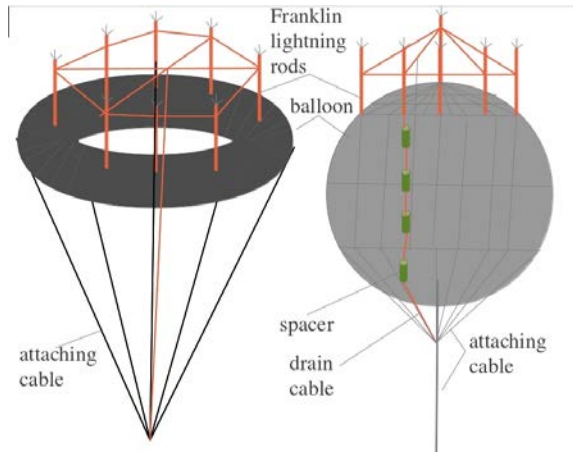 Franklin
lightning
rods
balloon
spacer
attaching
cable
drain
cable
attaching
cable